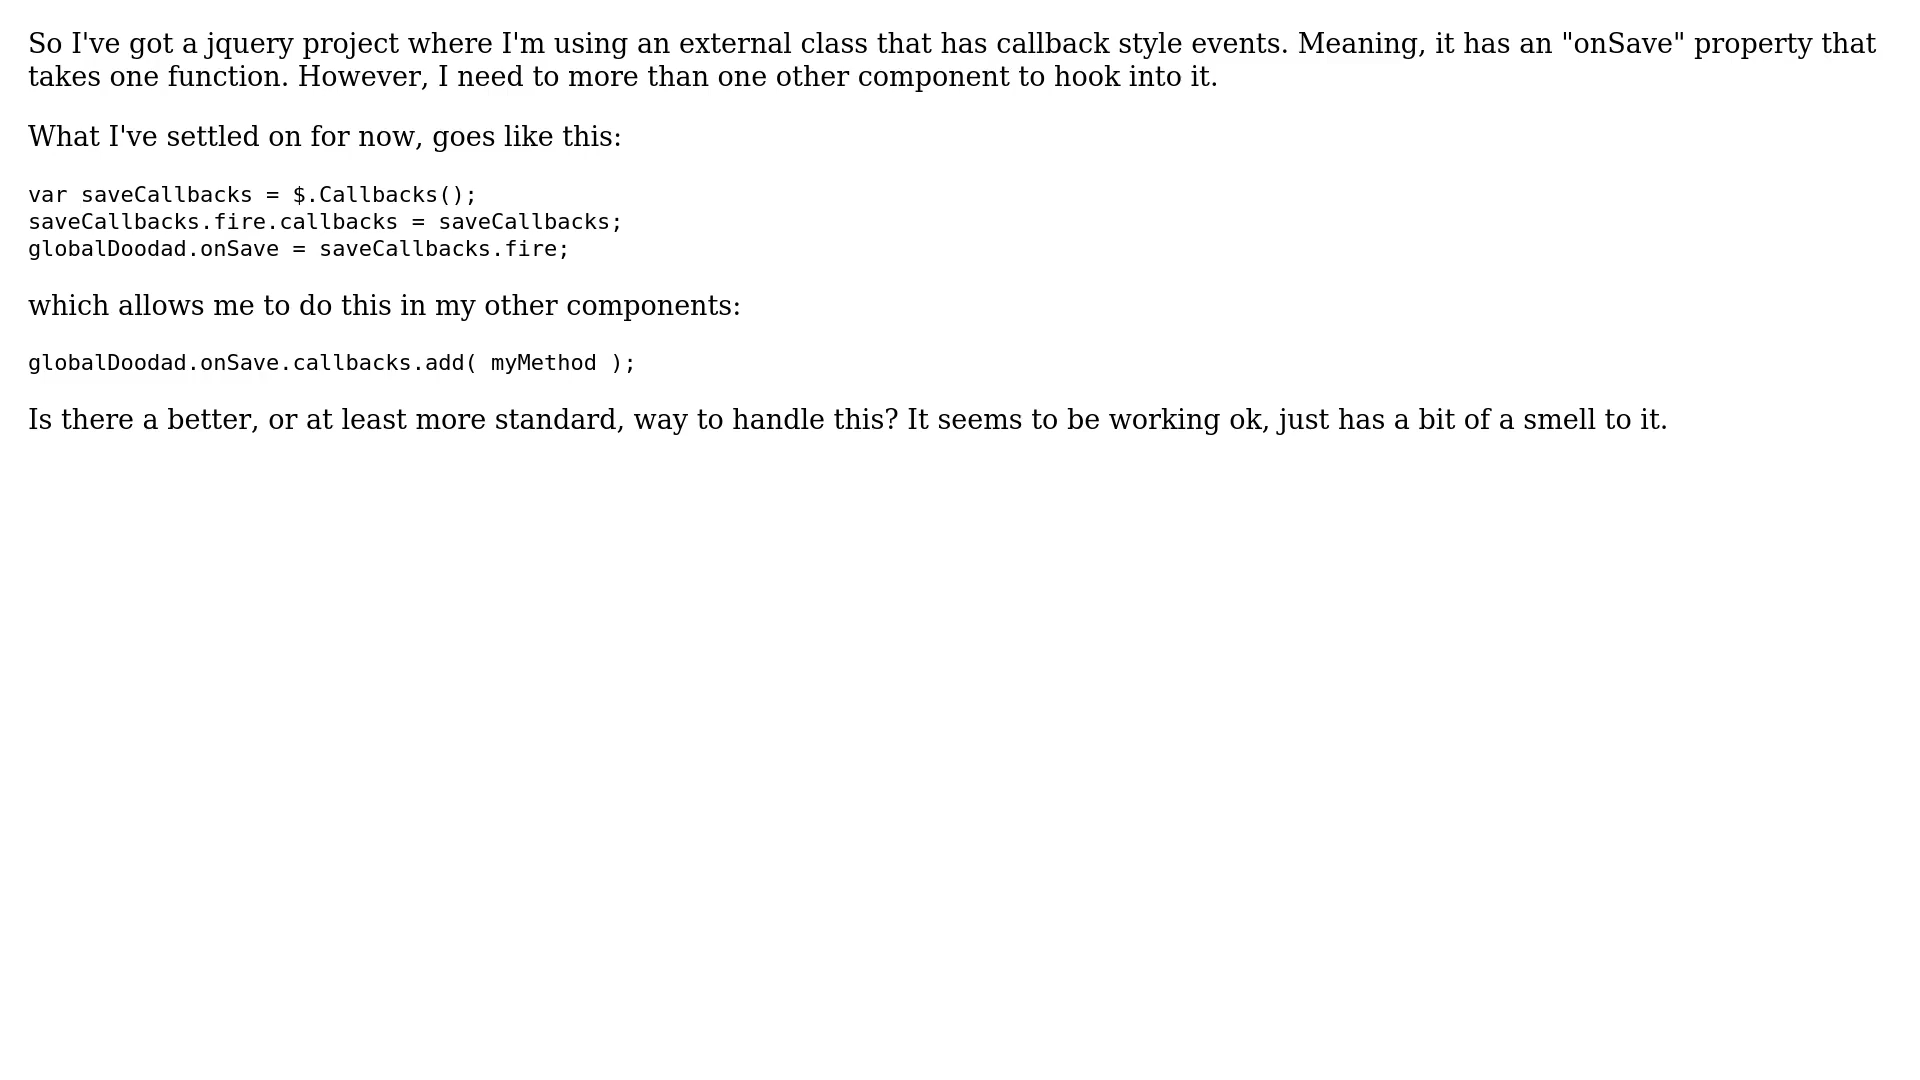 So I've got a jquery project where I'm using an external class that has callback style events. Meaning, it has an "onSave" property that
takes one function. However, I need to more than one other component to hook into it.
What I've settled on for now, goes like this:
var saveCallbacks = $.Callbacks();
saveCallbacks.fire.callbacks = saveCallbacks;
globalDoodad.onSave = saveCallbacks.fire;
which allows me to do this in my other components:
globalDoodad.onSave.callbacks.add( myMethod );
Is there a better, or at least more standard, way to handle this? It seems to be working ok, just has a bit of a smell to it.